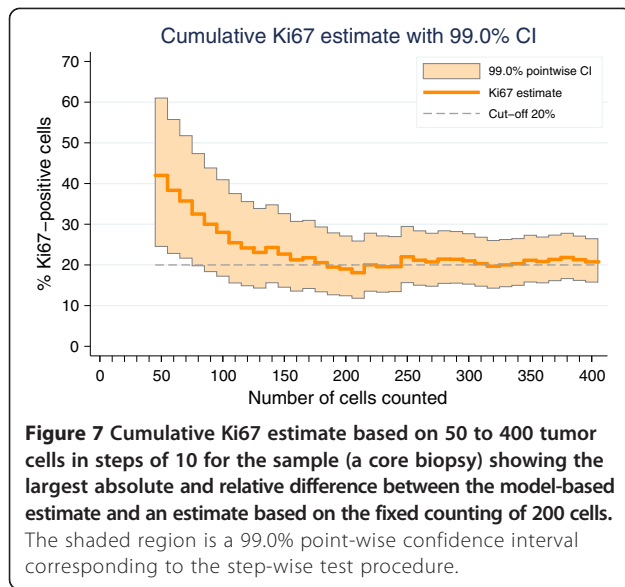 Cumulative Ki67 estimate with 99.0% CI
70
60
50
40
30
20
10
0
% Ki67−positive cells
99.0% pointwise CI
Ki67 estimate
Cut−off 20%
0 50 100 150 200 250 300 350 400
Number of cells counted
Figure 7 Cumulative Ki67 estimate based on 50 to 400 tumor
cells in steps of 10 for the sample (a core biopsy) showing the
largest absolute and relative difference between the model-based
estimate and an estimate based on the fixed counting of 200 cells.
The shaded region is a 99.0% point-wise confidence interval
corresponding to the step-wise test procedure.